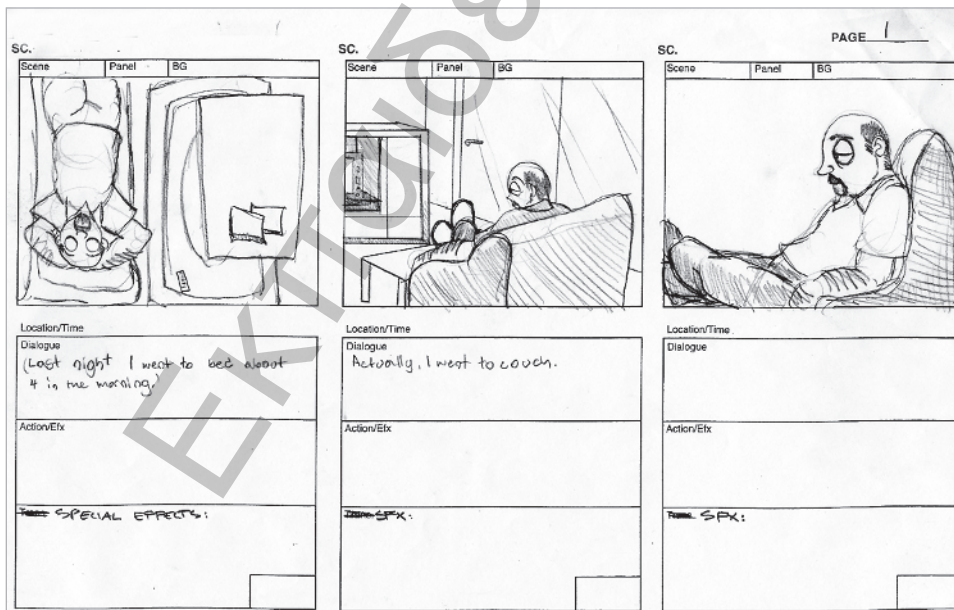 PAGE 1
SC.
SC.
SC.
Scene Panel BG
Scene Panel BG
Scene Panel BG
Location/Time
Location/Time
Location/Time
Dialogue
(Last night I went to bed about
4 in the morning.)
Dialogue
Actually, I went to couch.
Dialogue
Action/Efx
Action/Efx
Action/Efx
SPECIAL EFFECTS:
SFX:
SFX:
Εκπαιδε